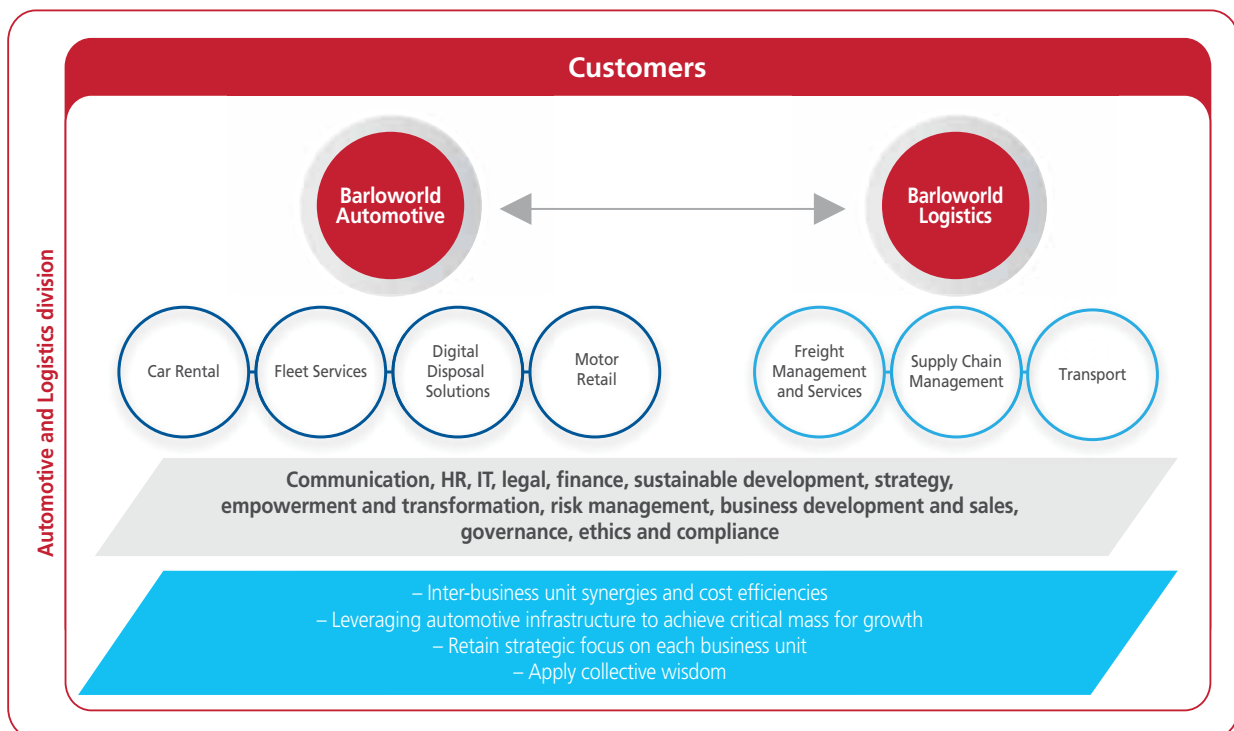 Customers
Automotive and Logistics division
Barloworld
Automotive
Barloworld
Logistics
Car Rental
Fleet Services
Digital
Disposal
Solutions
Motor
Retail
Freight
Management
and Services
Supply Chain
Management
Transport
Communication, HR, IT, legal, finance, sustainable development, strategy,
empowerment and transformation, risk management, business development and sales,
governance, ethics and compliance
– Inter-business unit synergies and cost efficiencies
– Leveraging automotive infrastructure to achieve critical mass for growth
– Retain strategic focus on each business unit
– Apply collective wisdom